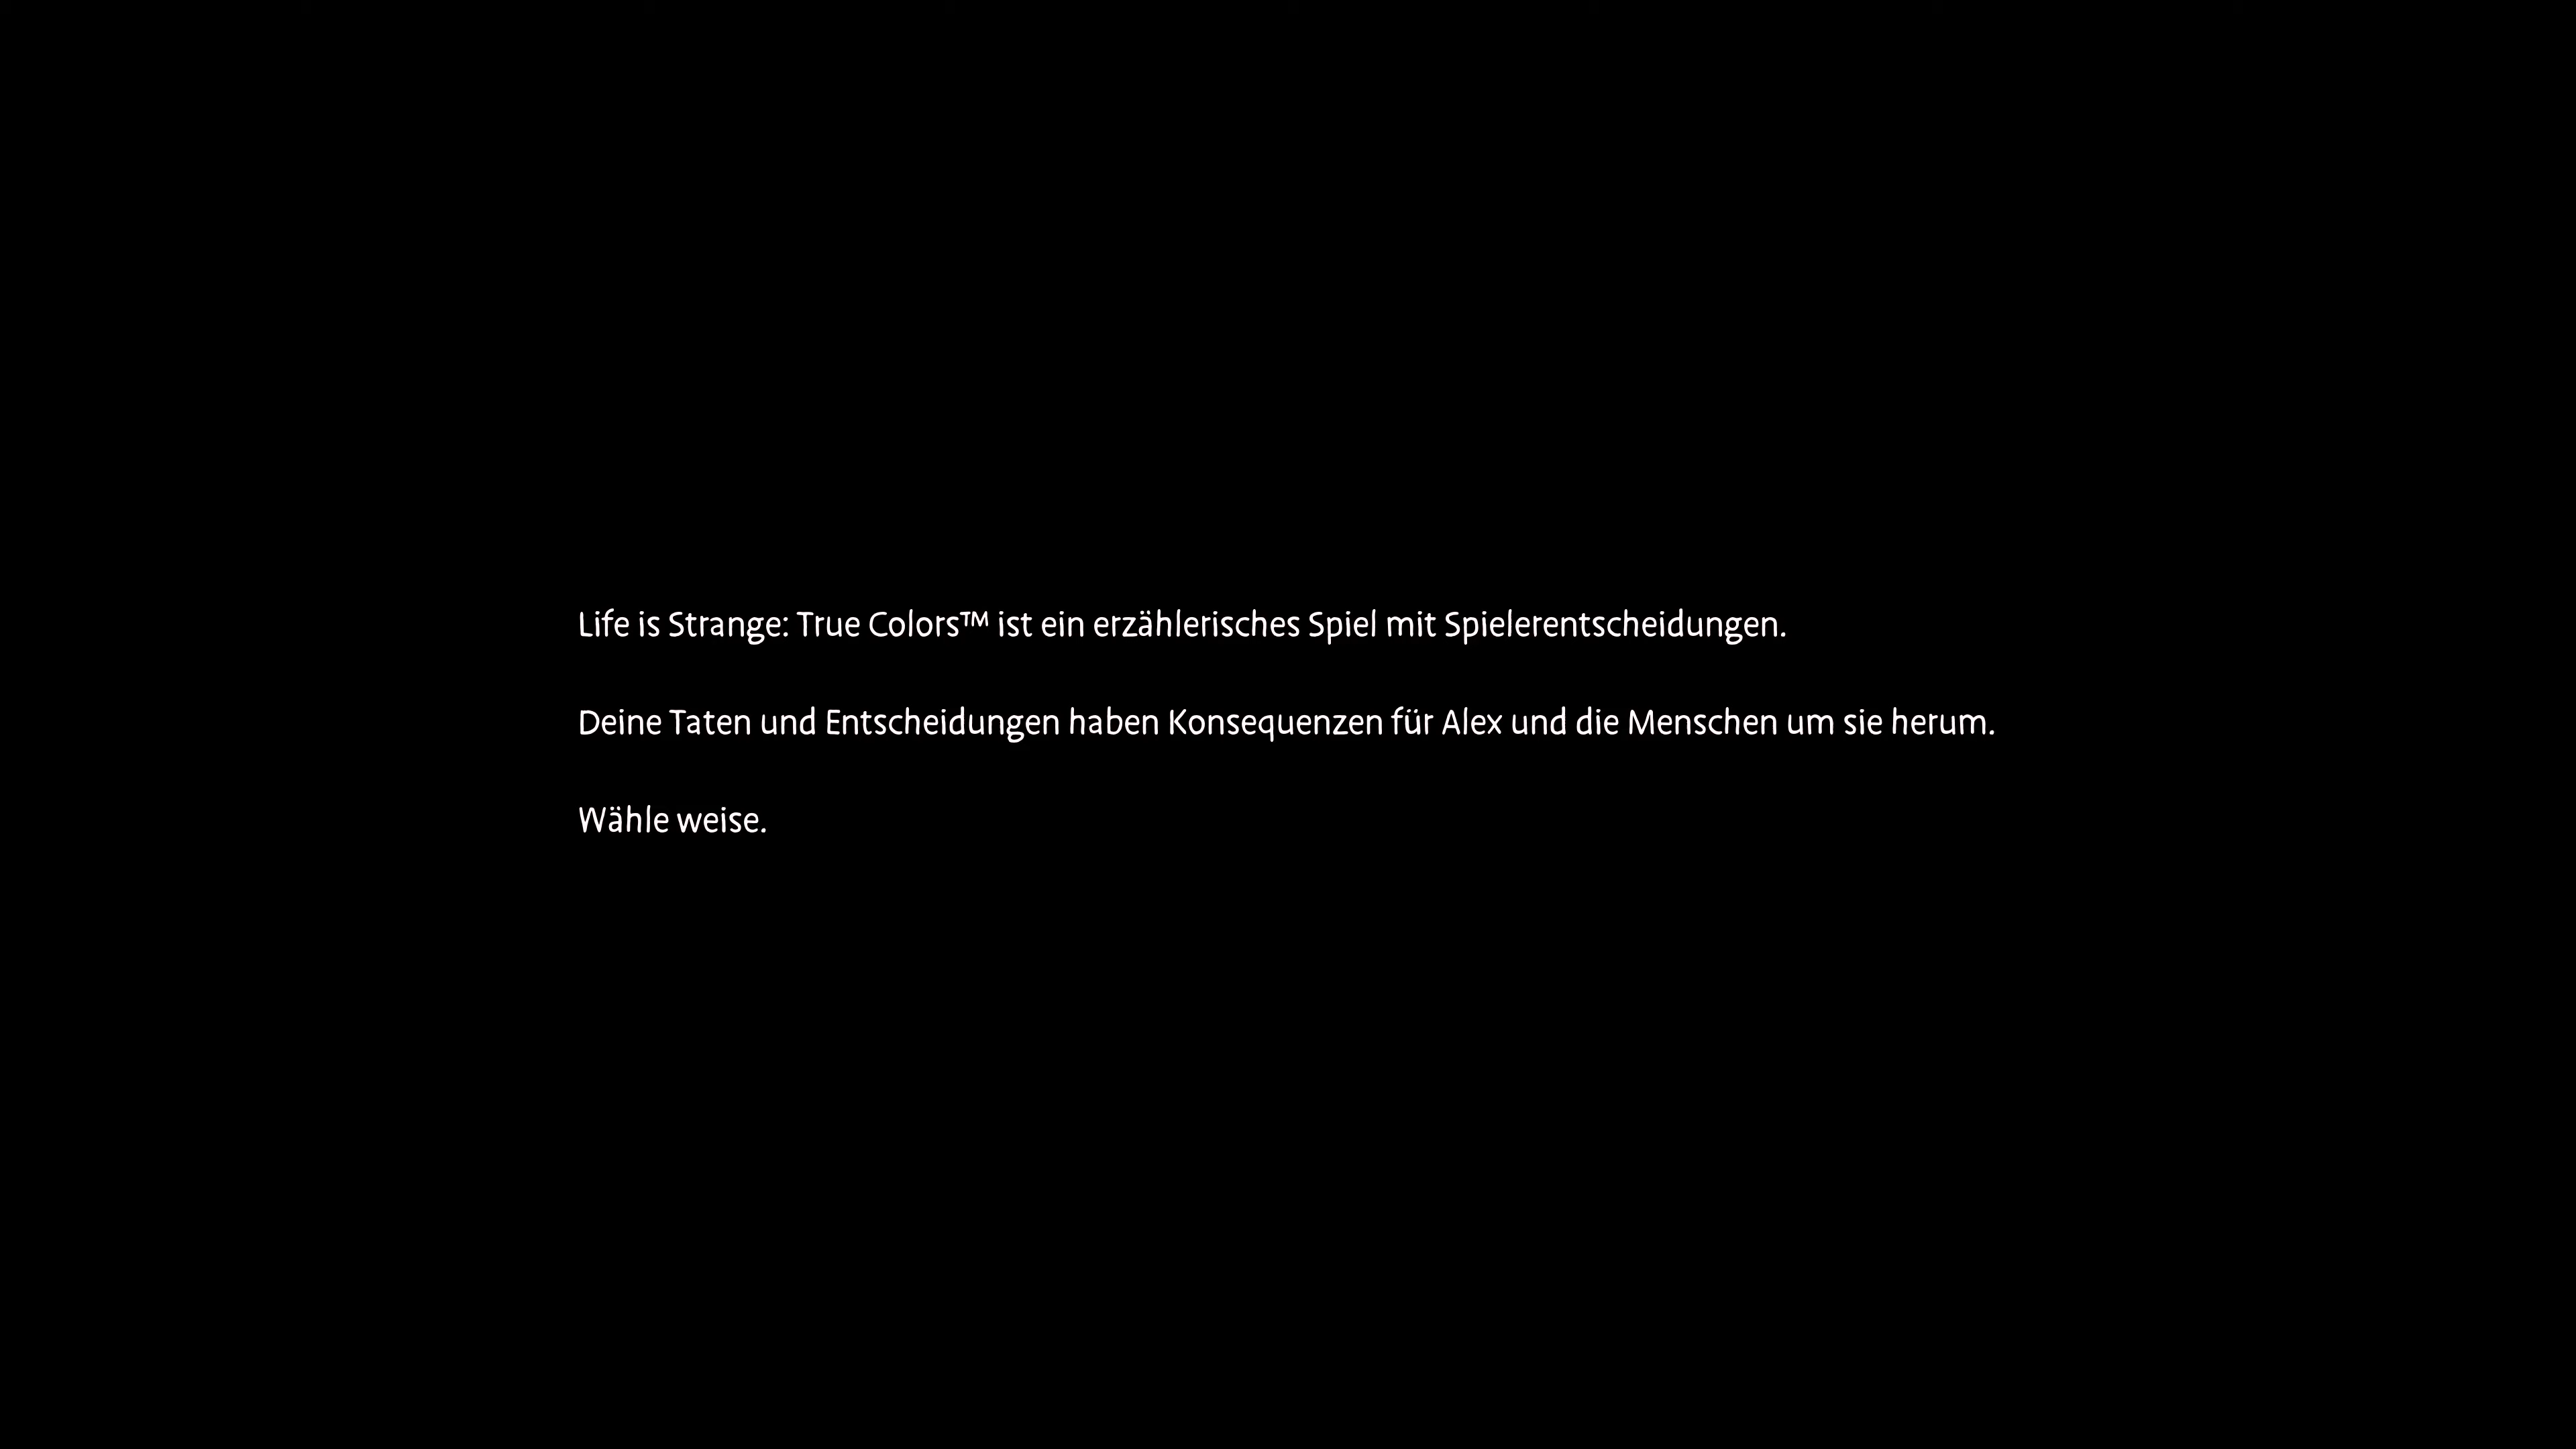 Life is Strange: True Colors™ ist ein erzählerisches Spiel mit Spielerentscheidungen.
Deine Taten und Entscheidungen haben Konsequenzen für Alex und die Menschen um sie herum.
Wähle weise.